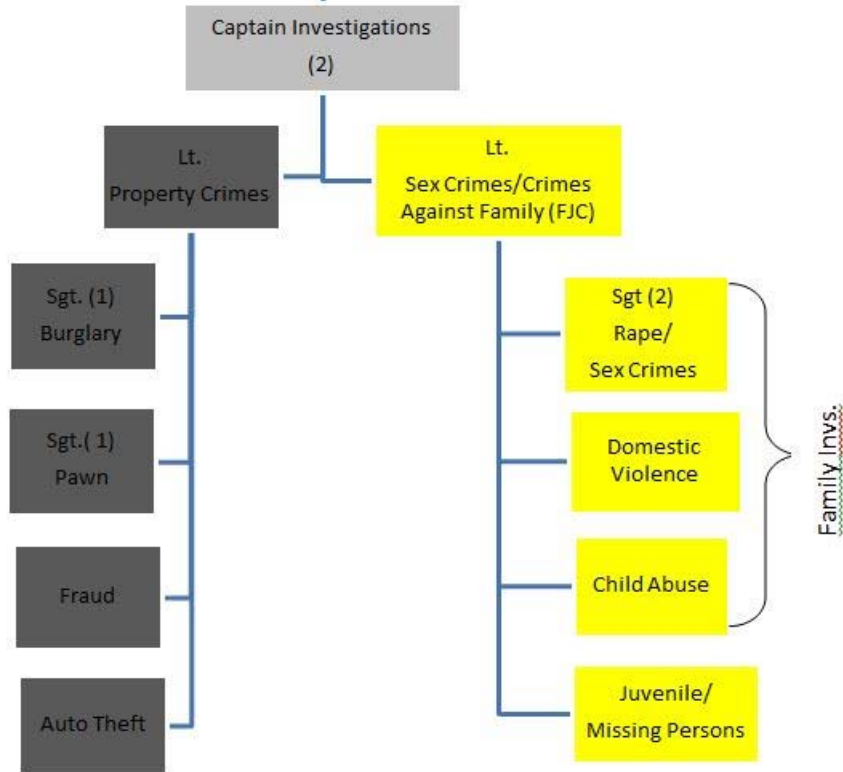 Captain Investigations
(2)
Lt.
Property Crimes
Lt.
Sex Crimes/Crimes
Against Family (FJC)
Sgt. (1)
Burglary
Sgt.( 1)
Pawn
Fraud
Auto Theft
Sgt (2)
Rape/
Sex Crimes
Domestic
Violence
Child Abuse
Juvenile/
Missing Persons
Family Invs.